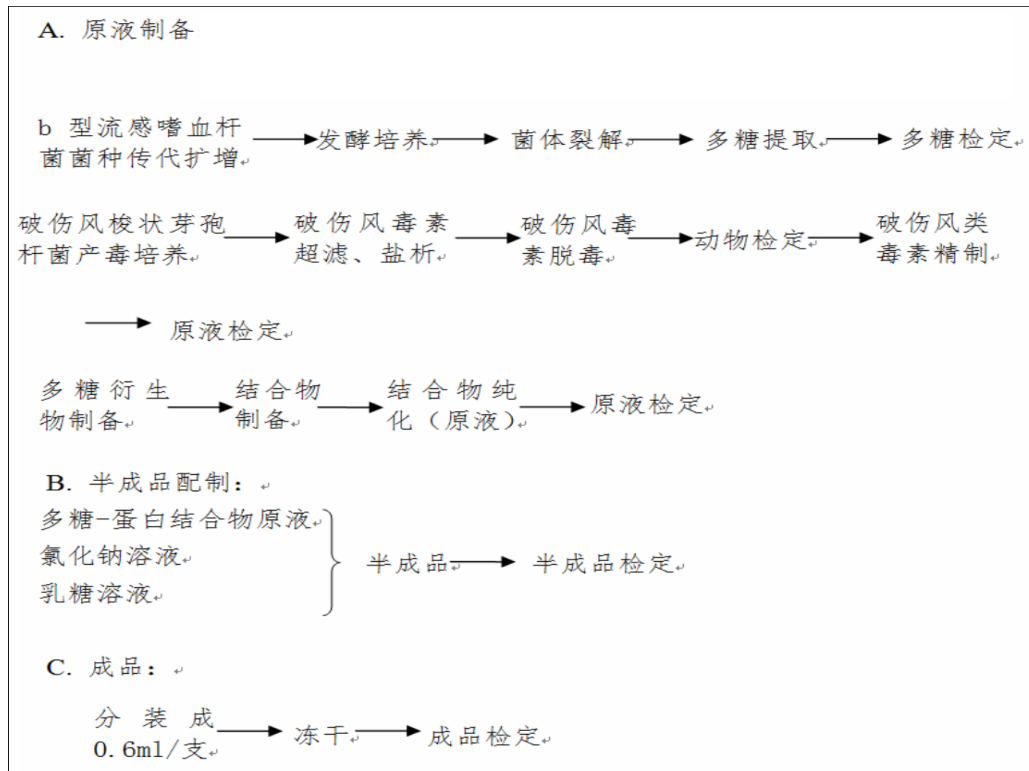 A. 原液制备
b 型流感嗜血杆
菌菌种传代扩增 发酵培养 菌体裂解 多糖提取 多糖检定
破伤风梭状芽孢 破伤风毒素 破伤风毒 破伤风类
杆菌产毒培养 超滤、盐析 素脱毒 动物检定 毒素精制
原液检定
多糖衍生 结合物 结合物纯
物制备 制备 化（原液） 原液检定
B. 半成品配制：
多糖-蛋白结合物原液
氯化钠溶液 半成品 半成品检定
乳糖溶液
C. 成品：
分装成
0.6ml/支 冻干 成品检定